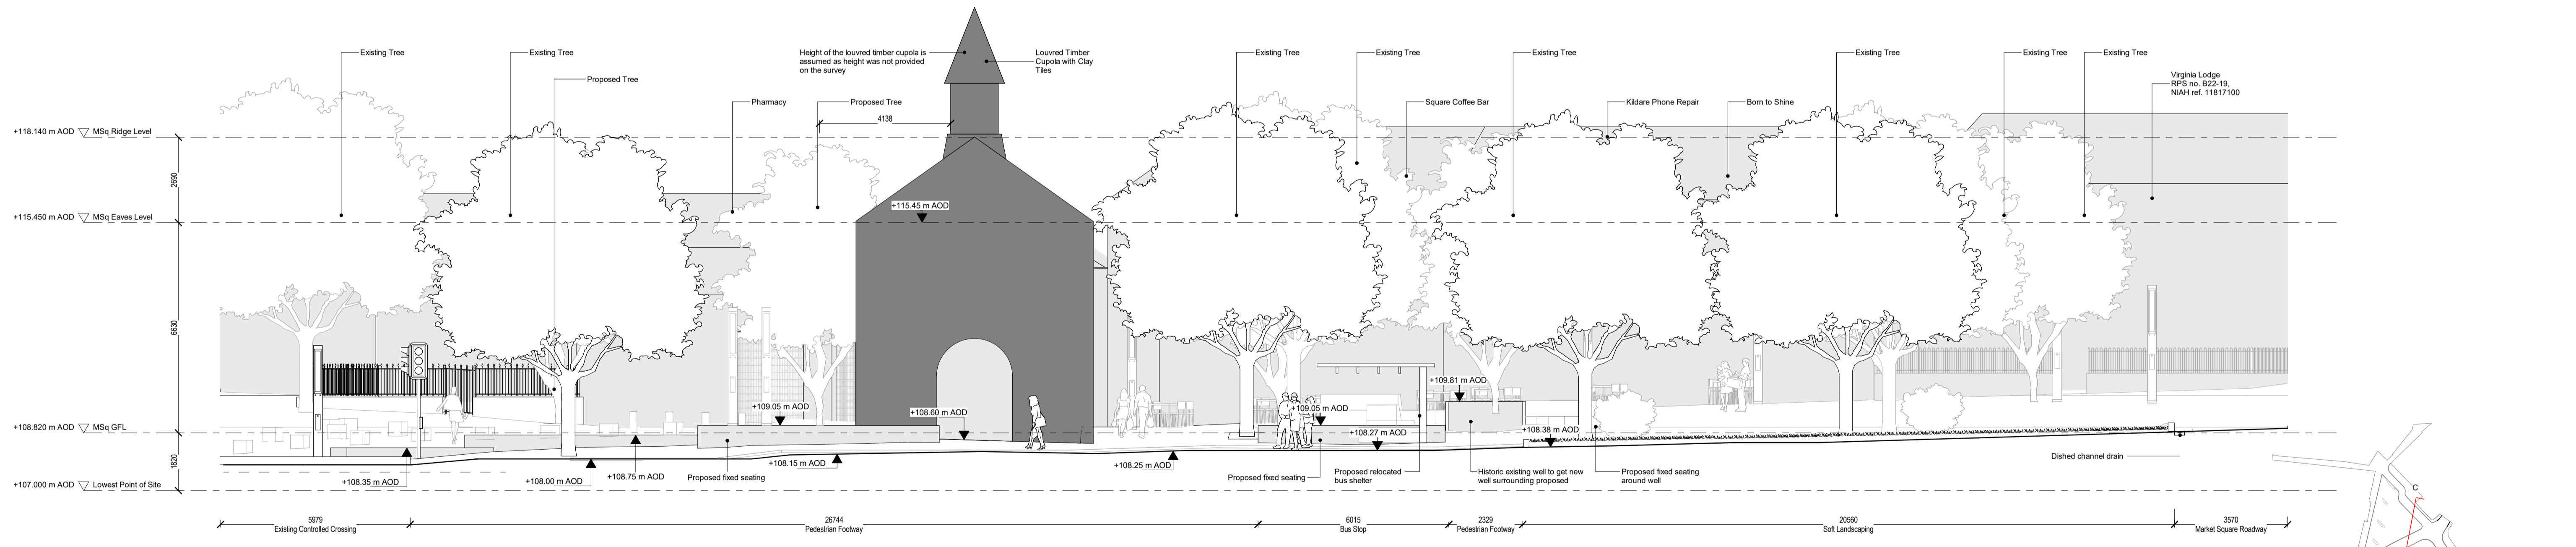 Existing Tree
Existing Tree
Proposed Tree
Height of the louvred timber cupola is
assumed as height was not provided
on the survey
Louvred Timber
Cupola with Clay
Tiles
Existing Tree
Existing Tree
Existing Tree
Existing Tree
Existing Tree
Existing Tree
Virginia Lodge
RPS no. B22-19,
NIAH ref. 11817100
Pharmacy
Proposed Tree
4138
Square Coffee Bar
Kildare Phone Repair
Born to Shine
+118.140 m AOD MSq Ridge Level
2690
+115.45 m AOD
+115.450 m AOD MSq Eaves Level
6630
+109.81 m AOD
+109.05 m AOD
+108.60 m AOD
+109.05 m AOD
+108.820 m AOD MSq GFL
+108.27 m AOD
+108.38 m AOD
1820
+108.35 m AOD
+108.00 m AOD
+108.75 m AOD
Proposed fixed seating
+108.15 m AOD
+108.25 m AOD
Proposed fixed seating
Proposed relocated
bus shelter
Historic existing well to get new
well surrounding proposed
Proposed fixed seating
around well
Dished channel drain
+107.000 m AOD Lowest Point of Site
C
5979
Existing Controlled Crossing
26744
Pedestrian Footway
6015
Bus Stop
2329
Pedestrian Footway
20560
Soft Landscaping
3570
Market Square Roadway